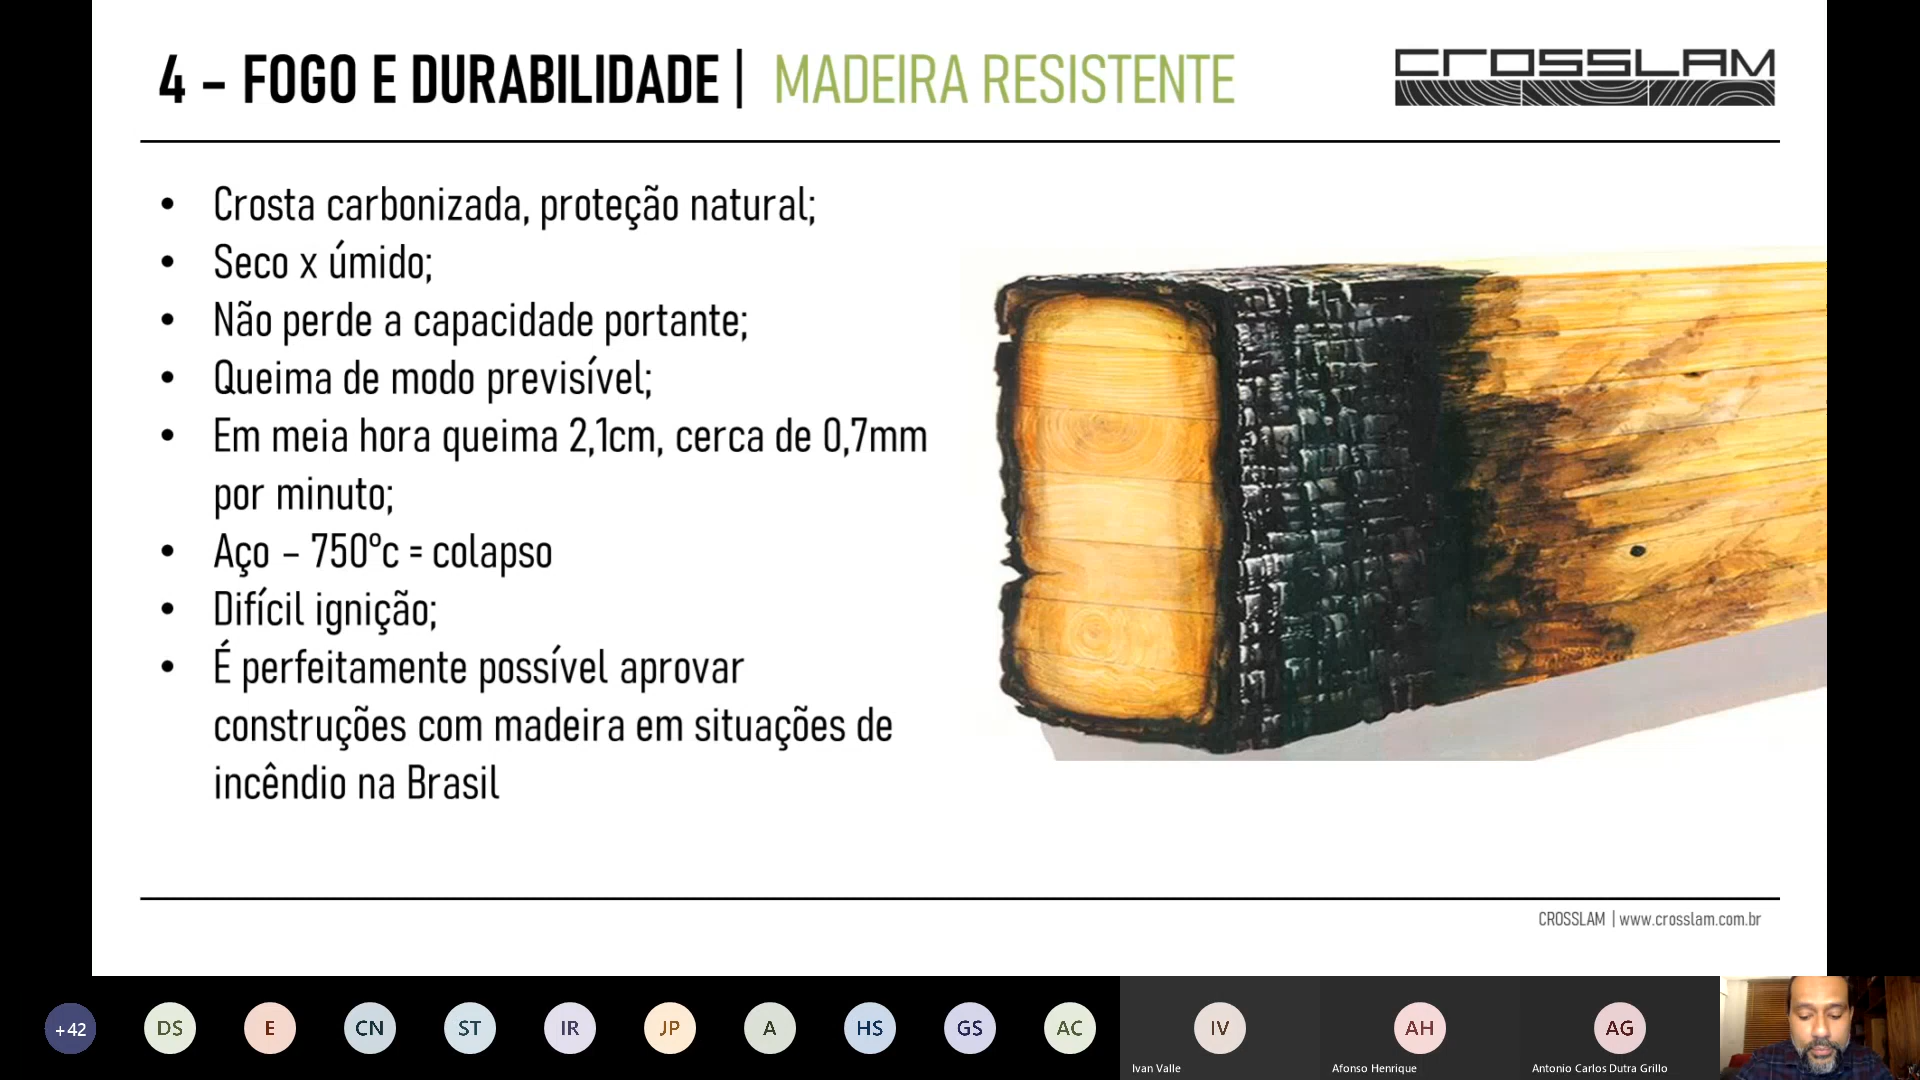 4 – FOGO E DURABILIDADE | MADEIRA RESISTENTE
CROSSLAM
• Crosta carbonizada, proteção natural;
• Seco x úmido;
• Não perde a capacidade portante;
• Queima de modo previsível;
• Em meia hora queima 2,1cm, cerca de 0,7mm
por minuto;
• Aço – 750ºc = colapso
• Difícil ignição;
• É perfeitamente possível aprovar
construções com madeira em situações de
incêndio na Brasil
CROSSLAM | www.crosslam.com.br
+42
DS
E
CN
ST
IR
JP
A
HS
GS
AC
IV
AH
AG
Ivan Valle
Afonso Henrique
Antonio Carlos Dutra Grillo